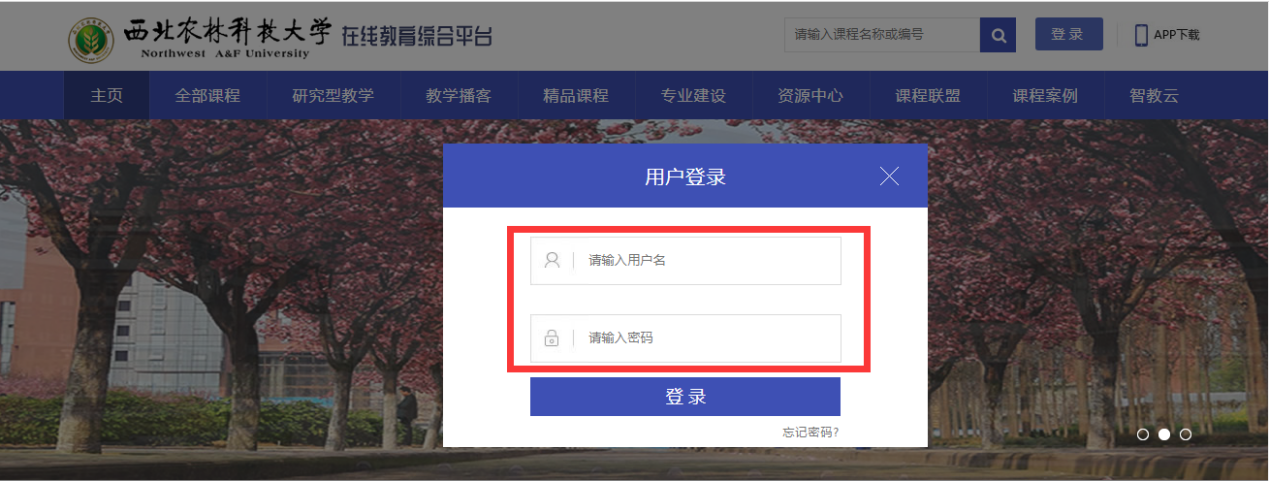 西北农林科技大学 在线教育综合平台
Northwest A&F University
请输入课程名称或编号
登录
APP下载
主页 全部课程 研究型教学 教学播客 精品课程 专业建设 资源中心 课程联盟 课程案例 智教云
用户登录
请输入用户名
请输入密码
登录
忘记密码?